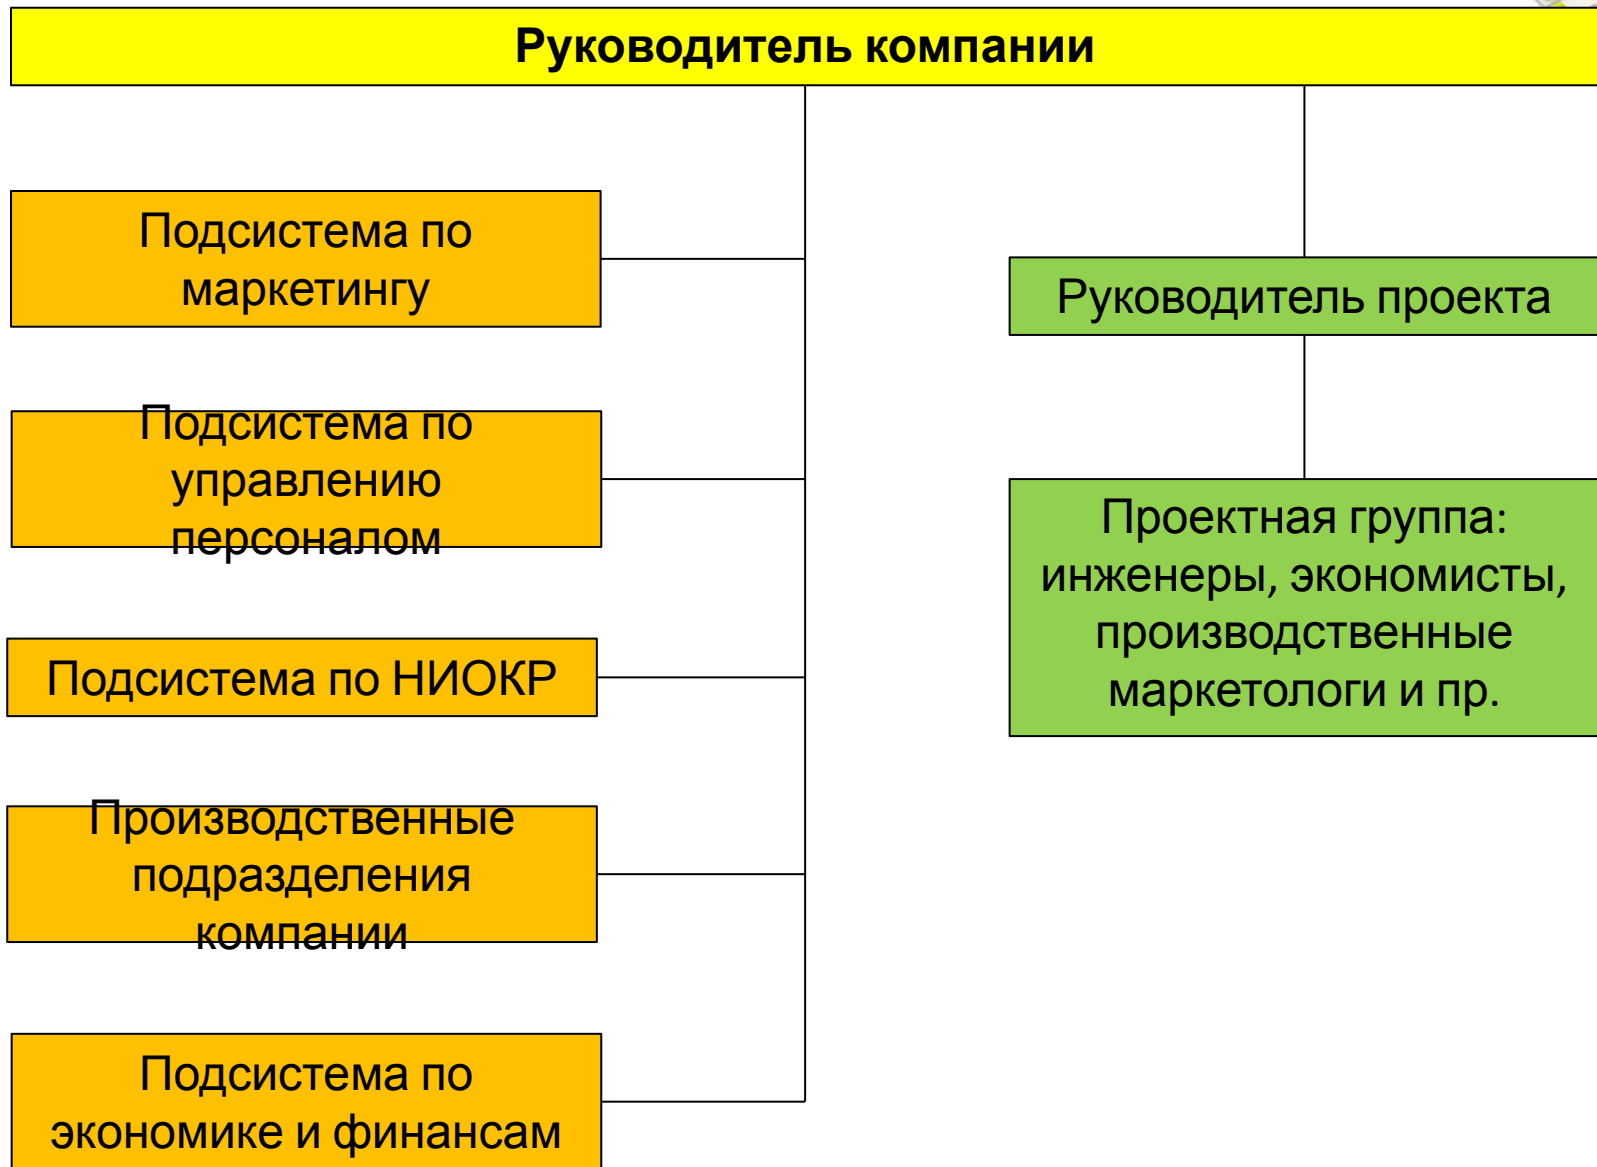 Руководитель компании
Подсистема по
маркетингу
Подсистема по
управлению
персоналом
Подсистема по НИОКР
Производственные
подразделения
компании
Подсистема по
экономике и финансам
Руководитель проекта
Проектная группа:
инженеры, экономисты,
производственные
маркетологи и пр.